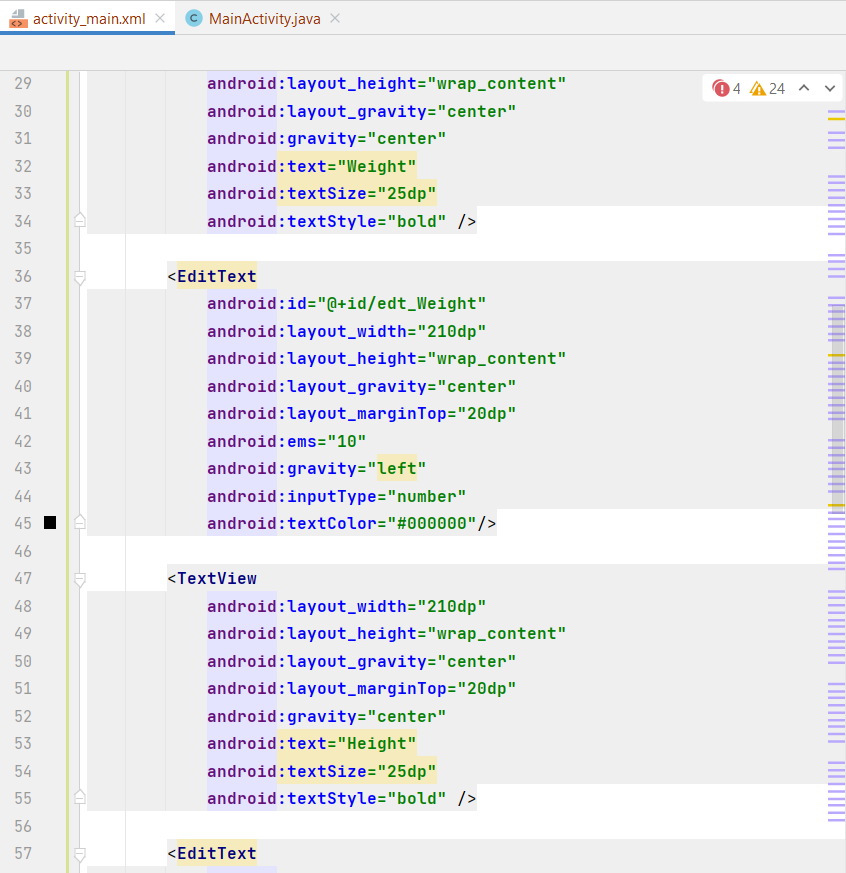 activity_main.xml MainActivity.java
4 24
29 android:layout_height="wrap_content"
30 android:layout_gravity="center"
31 android:gravity="center"
32 android:text="Weight"
33 android:textSize="25dp"
34 android:textStyle="bold" />
35
36 <EditText
37 android:id="@+id/edt_Weight"
38 android:layout_width="210dp"
39 android:layout_height="wrap_content"
40 android:layout_gravity="center"
41 android:layout_marginTop="20dp"
42 android:ems="10"
43 android:gravity="left"
44 android:inputType="number"
45 android:textColor="#000000"/>
46
47 <TextView
48 android:layout_width="210dp"
49 android:layout_height="wrap_content"
50 android:layout_gravity="center"
51 android:layout_marginTop="20dp"
52 android:gravity="center"
53 android:text="Height"
54 android:textSize="25dp"
55 android:textStyle="bold" />
56
57 <EditText